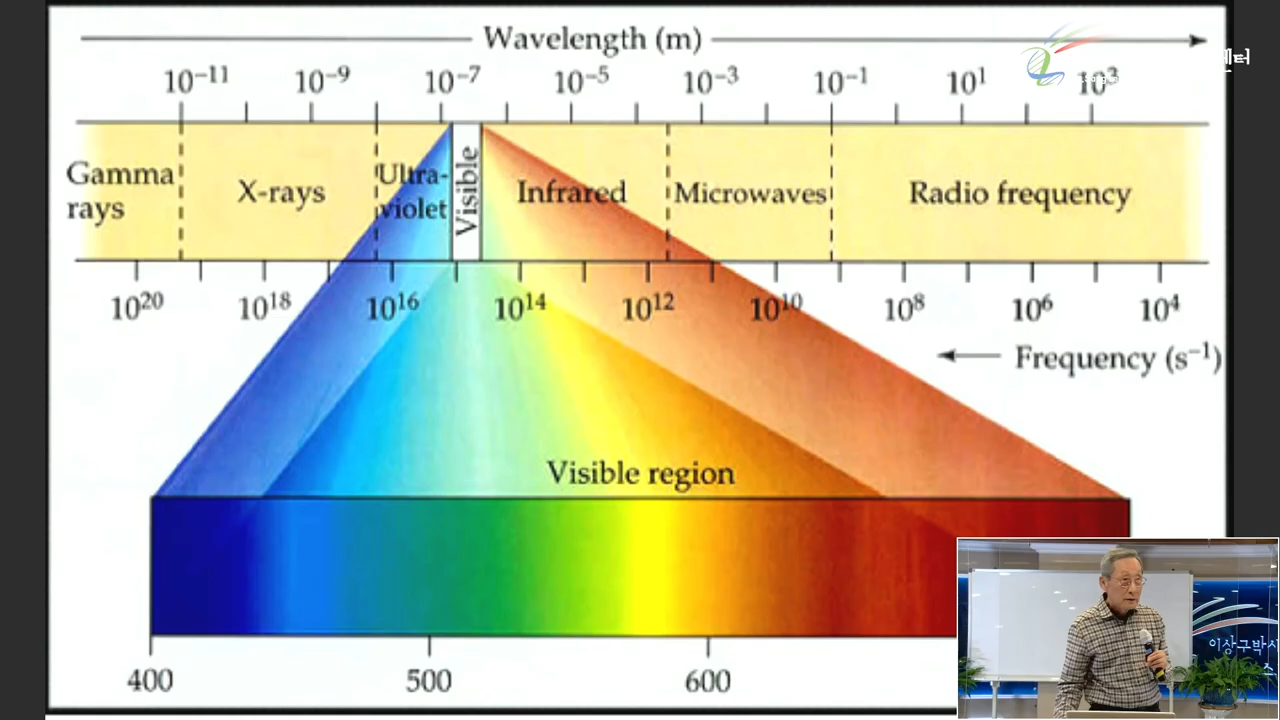 Wavelength (m)
10⁻¹¹ 10⁻⁹ 10⁻⁷ 10⁻⁵ 10⁻³ 10⁻¹ 10¹ 10³
센터
Gamma rays
X-rays
Ultra-
violet
Visible
Infrared
Microwaves
Radio frequency
10²⁰ 10¹⁸ 10¹⁶ 10¹⁴ 10¹² 10¹⁰ 10⁸ 10⁶ 10⁴
Frequency (s⁻¹)
Visible region
400 500 600
이상구박사